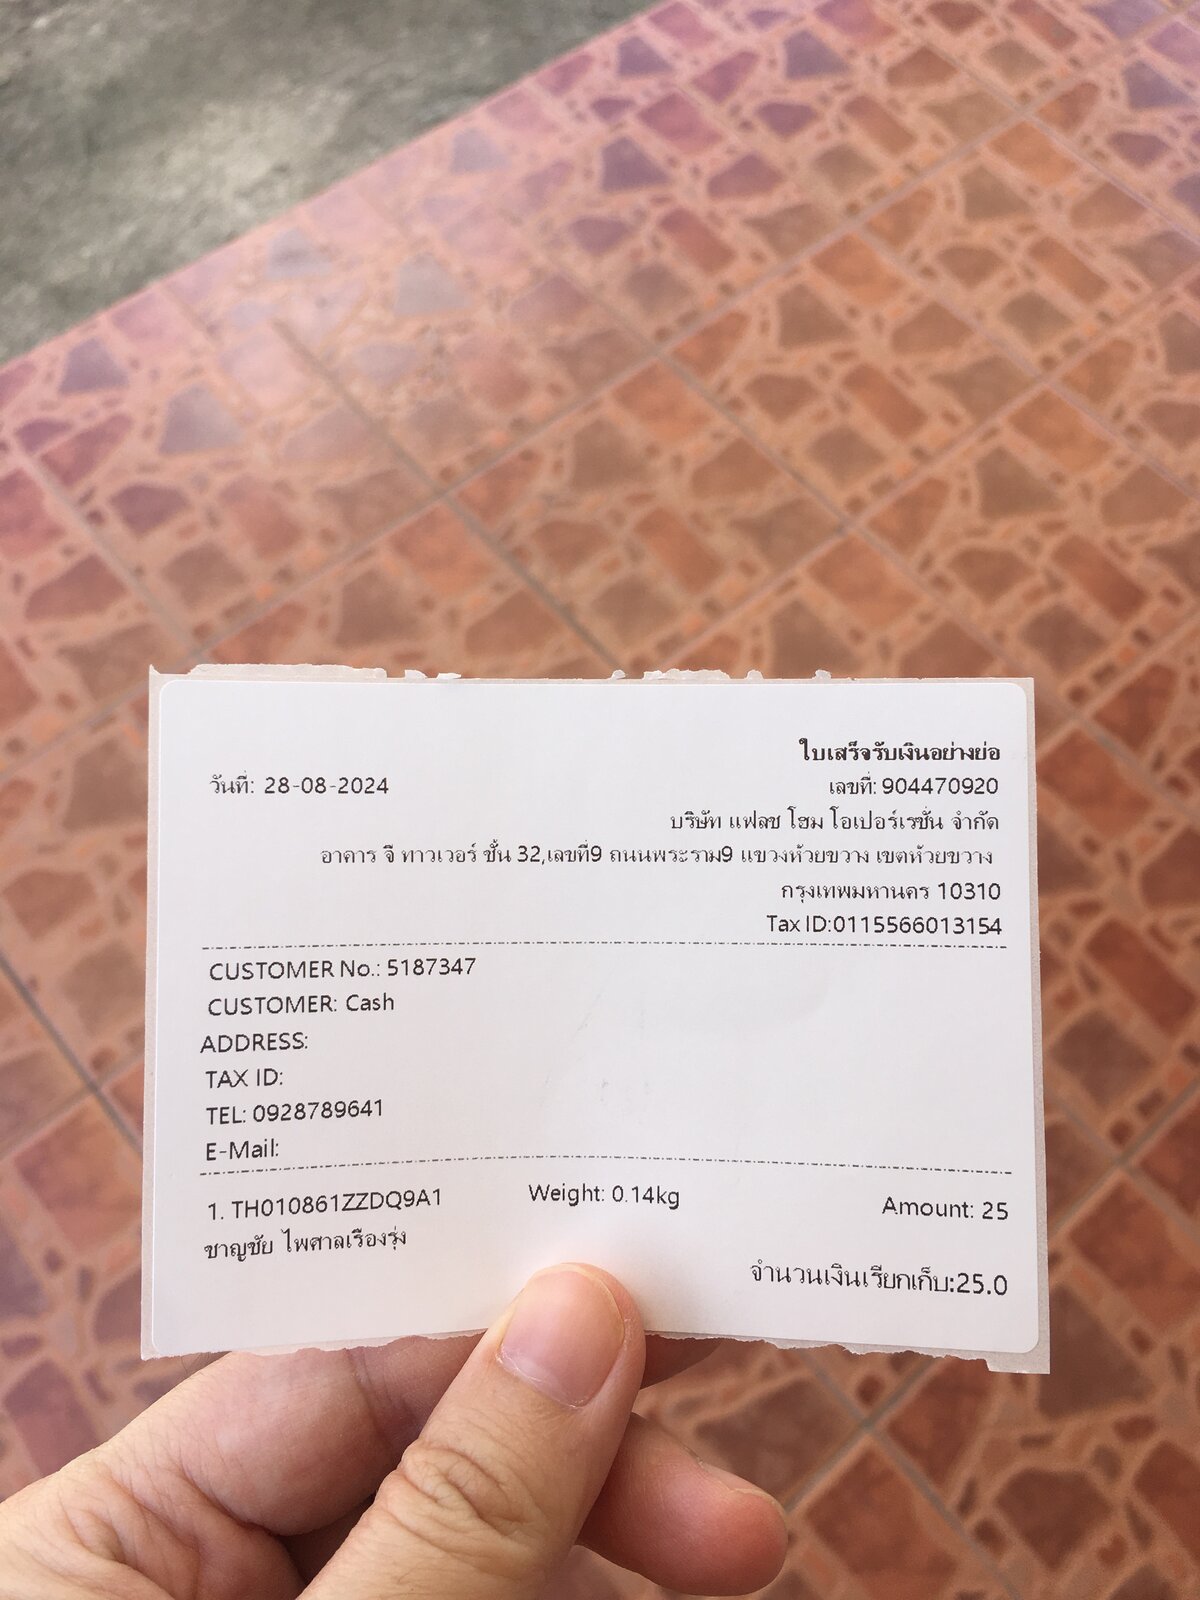 ใบเสร็จรับเงินอย่างย่อ
วันที่: 28-08-2024
เลขที่: 904470920
บริษัท แฟลช โฮม โอเปอร์เรชั่น จำกัด
อาคาร จี ทาวเวอร์ ชั้น 32,เลขที่9 ถนนพระราม9 แขวงห้วยขวาง เขตห้วยขวาง
กรุงเทพมหานคร 10310
Tax ID:0115566013154
CUSTOMER No.: 5187347
CUSTOMER: Cash
ADDRESS:
TAX ID:
TEL: 0928789641
E-Mail:
1. TH010861ZZDQ9A1 Weight: 0.14kg Amount: 25
ชาญชัย ไพศาลเรืองรุ่ง
จำนวนเงินเรียกเก็บ:25.0